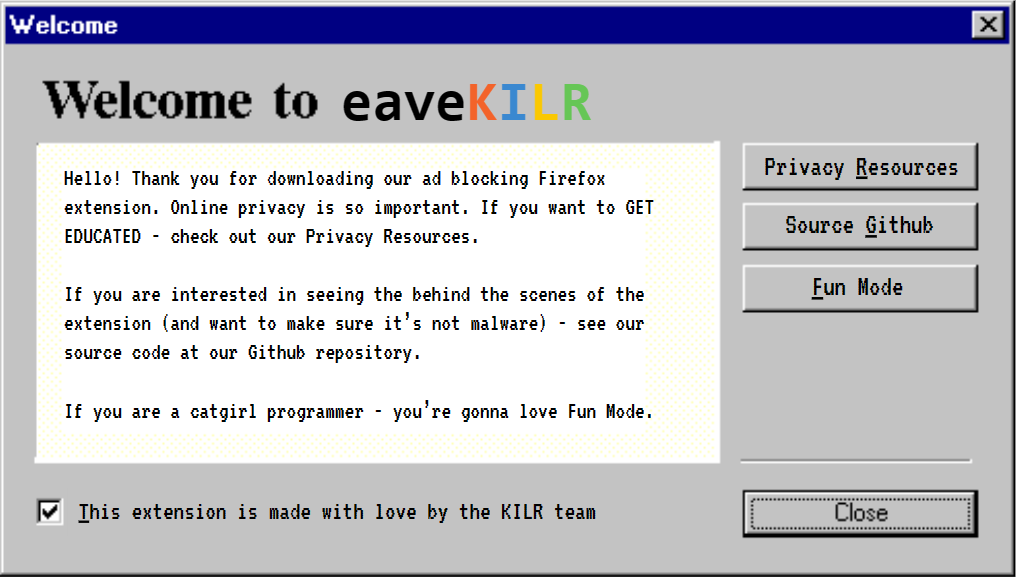 Welcome
Welcome to eaveKILR
Hello! Thank you for downloading our ad blocking Firefox
extension. Online privacy is so important. If you want to GET
EDUCATED - check out our Privacy Resources.
If you are interested in seeing the behind the scenes of the
extension (and want to make sure it's not malware) - see our
source code at our Github repository.
If you are a catgirl programmer - you're gonna love Fun Mode.
Privacy Resources
Source Github
Fun Mode
This extension is made with love by the KILR team
Close